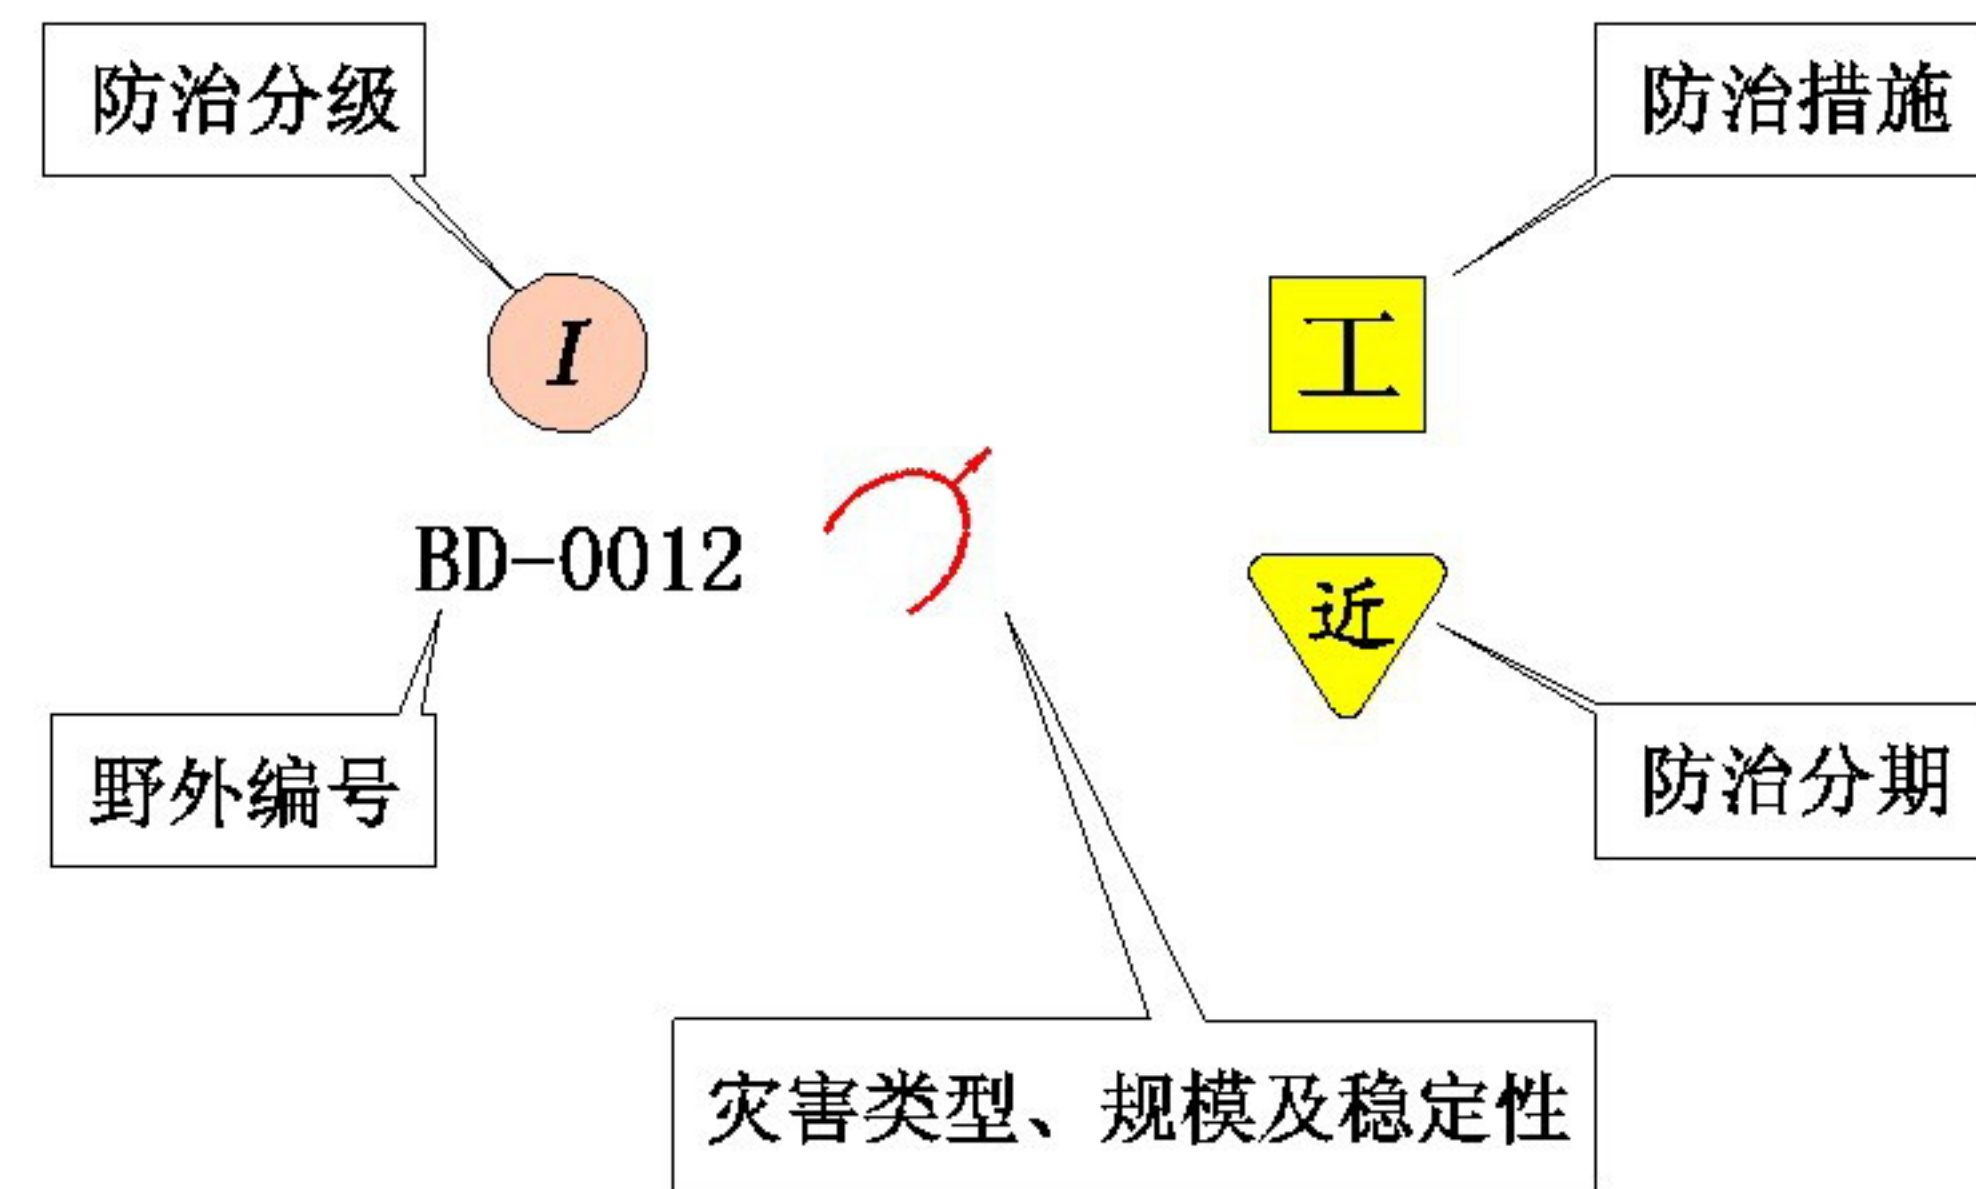 防治分级
防治措施
I
工
BD-0012
近
野外编号
防治分期
灾害类型、规模及稳定性